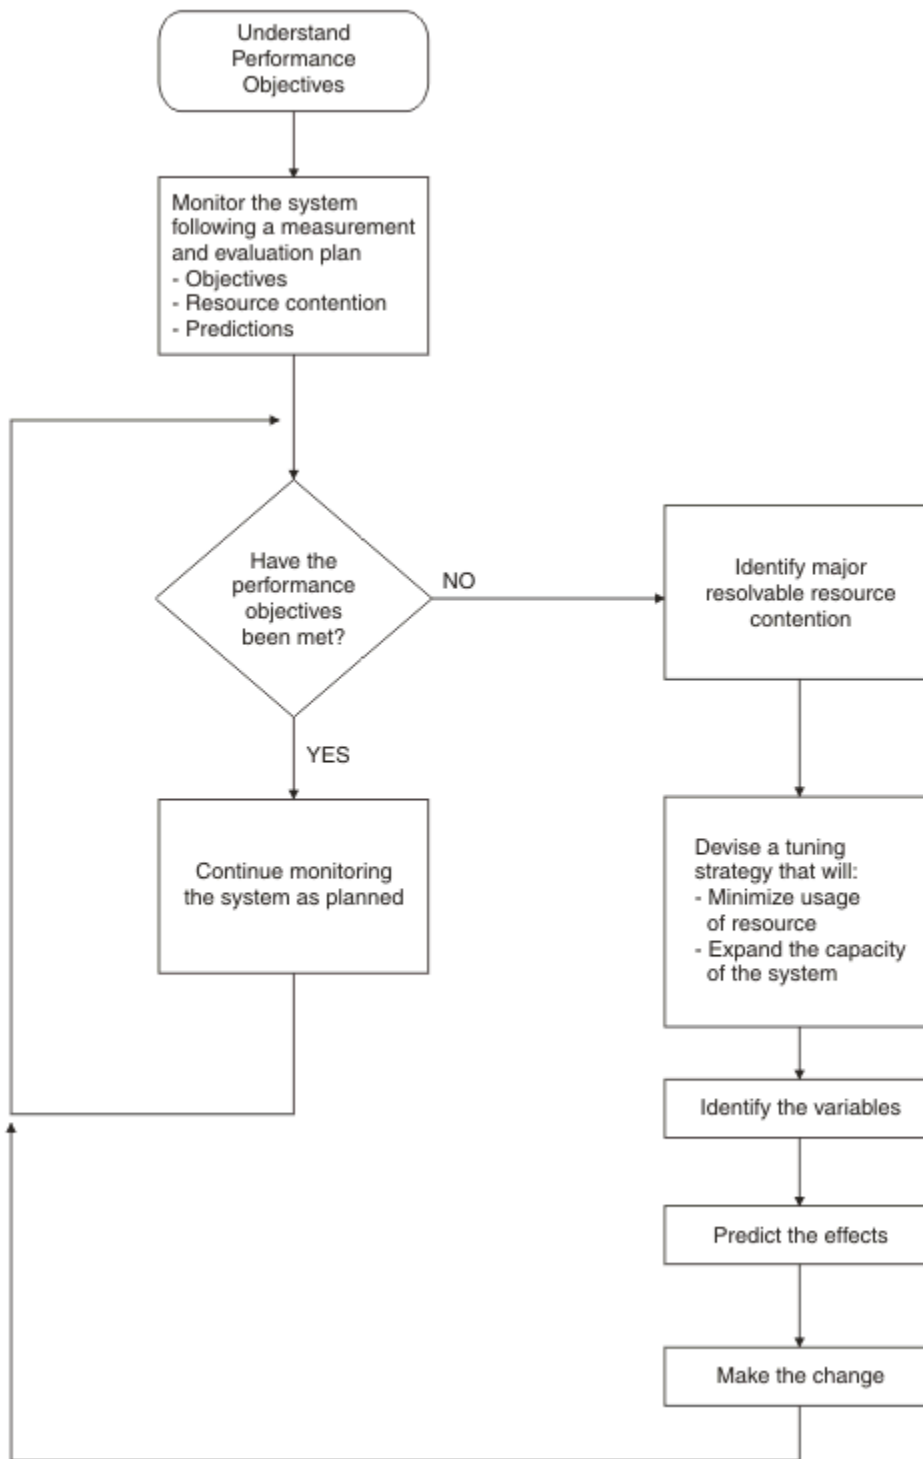 Understand
Performance
Objectives
Monitor the system
following a measurement
and evaluation plan
- Objectives
- Resource contention
- Predictions
Have the
performance
objectives
been met?
NO
YES
Continue monitoring
the system as planned
Identify major
resolvable resource
contention
Devise a tuning
strategy that will:
- Minimize usage
of resource
- Expand the capacity
of the system
Identify the variables
Predict the effects
Make the change